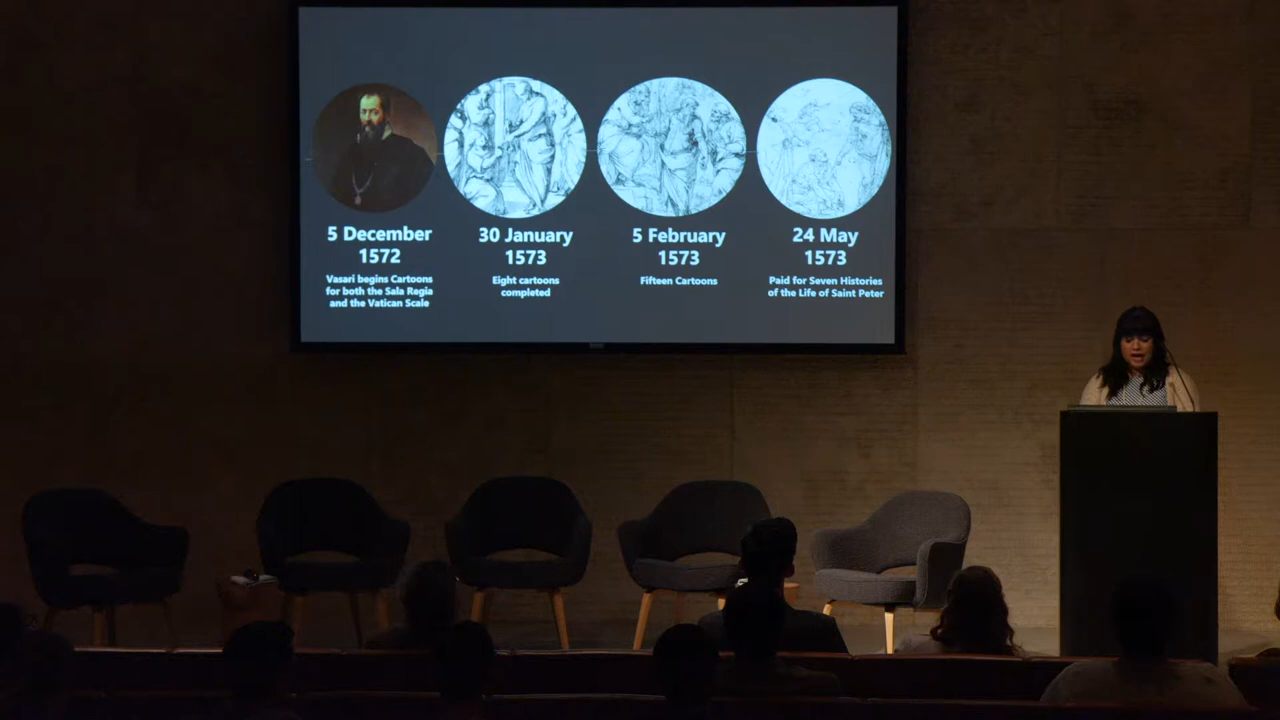 5 December
1572
Vasari begins Cartoons
for both the Sala Regia
and the Vatican Scale
30 January
1573
Eight cartoons
completed
5 February
1573
Fifteen Cartoons
24 May
1573
Paid for Seven Histories
of the Life of Saint Peter